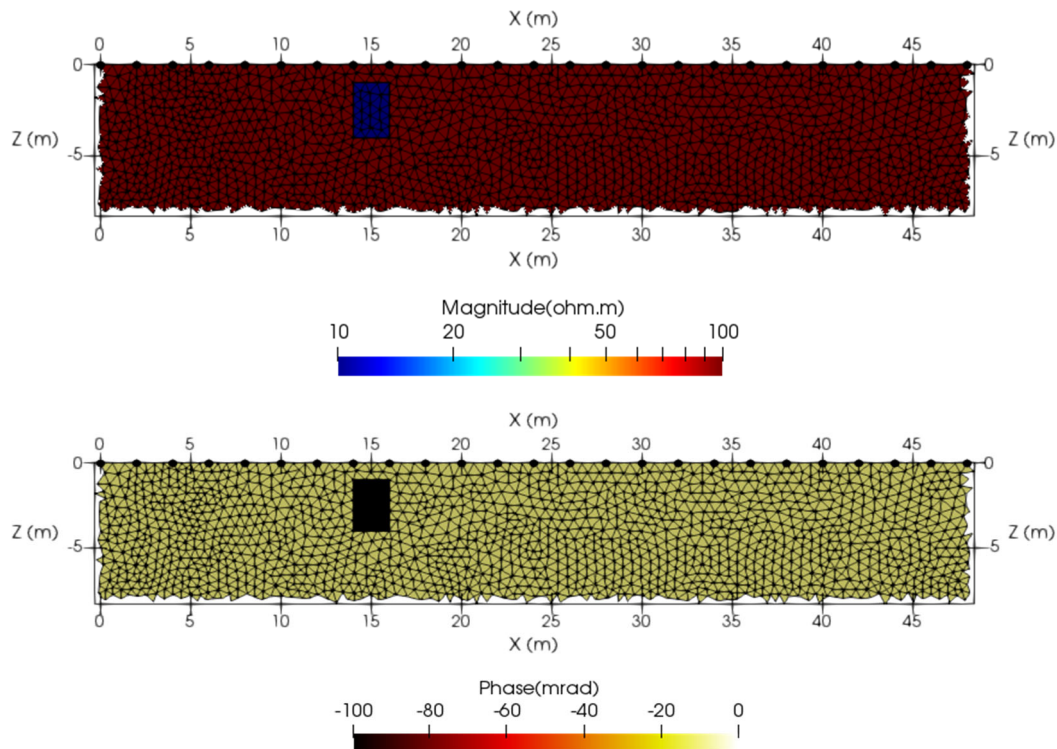 X (m)
0 5 10 15 20 25 30 35 40 45
0 0
Z (m) Z (m)
-5 -5
0 5 10 15 20 25 30 35 40 45
X (m)
Magnitude(ohm.m)
10 20 50 100
X (m)
0 5 10 15 20 25 30 35 40 45
0 0
Z (m) Z (m)
-5 -5
0 5 10 15 20 25 30 35 40 45
X (m)
Phase(mrad)
-100 -80 -60 -40 -20 0